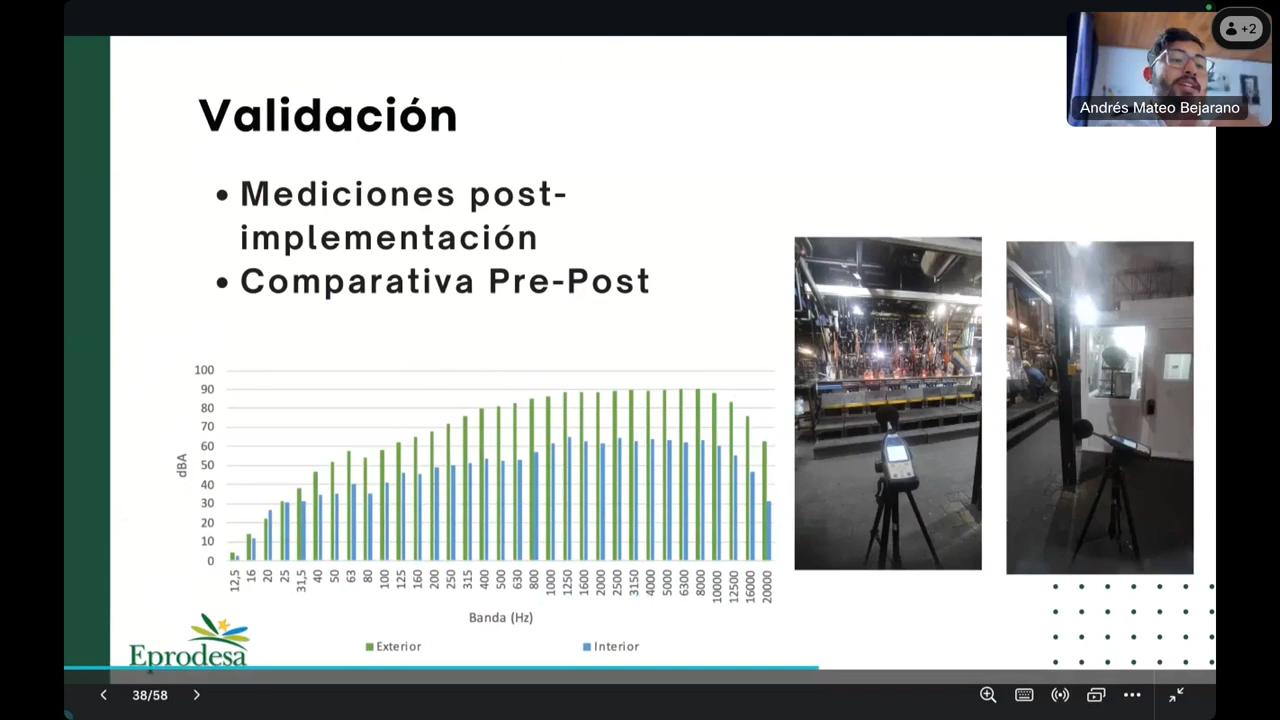 +2
Andrés Mateo Bejarano
Validación
• Mediciones post-
implementación
• Comparativa Pre-Post
100
90
80
70
60
50
40
30
20
10
0
dBA
12,5 16 20 25 31,5 40 50 63 80 100 125 160 200 250 315 400 500 630 800 1000 1250 1600 2000 2500 3150 4000 5000 6300 8000 10000 12500 16000 20000
Banda (Hz)
Exterior Interior
Eprodesa
38/58